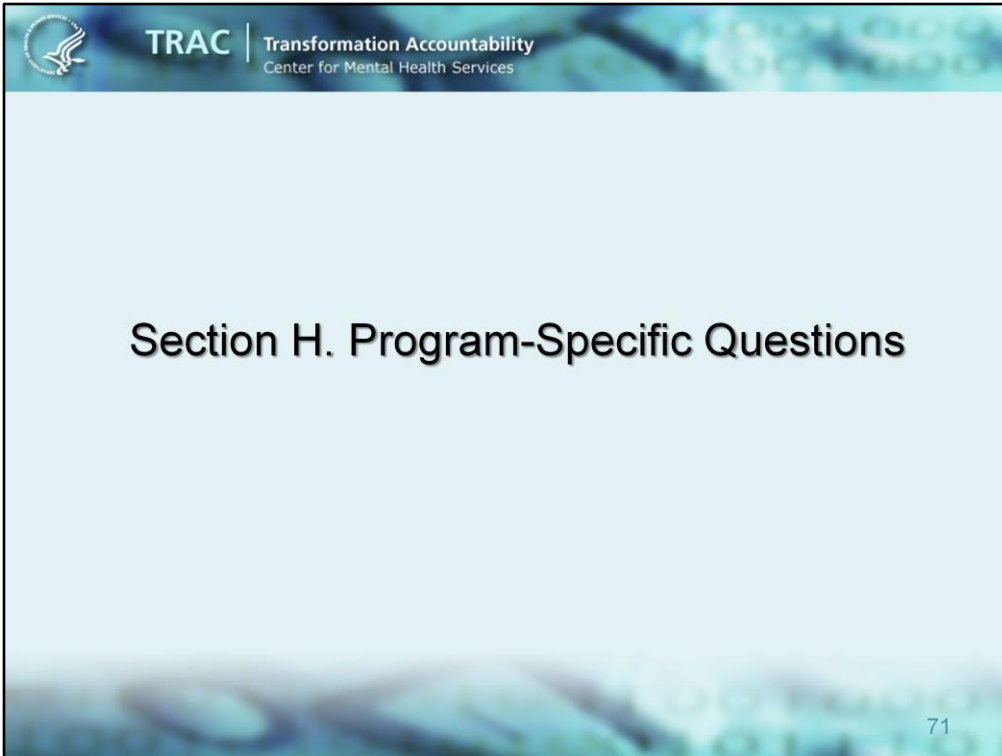 TRAC
Transformation Accountability
Center for Mental Health Services
Section H. Program-Specific Questions
71